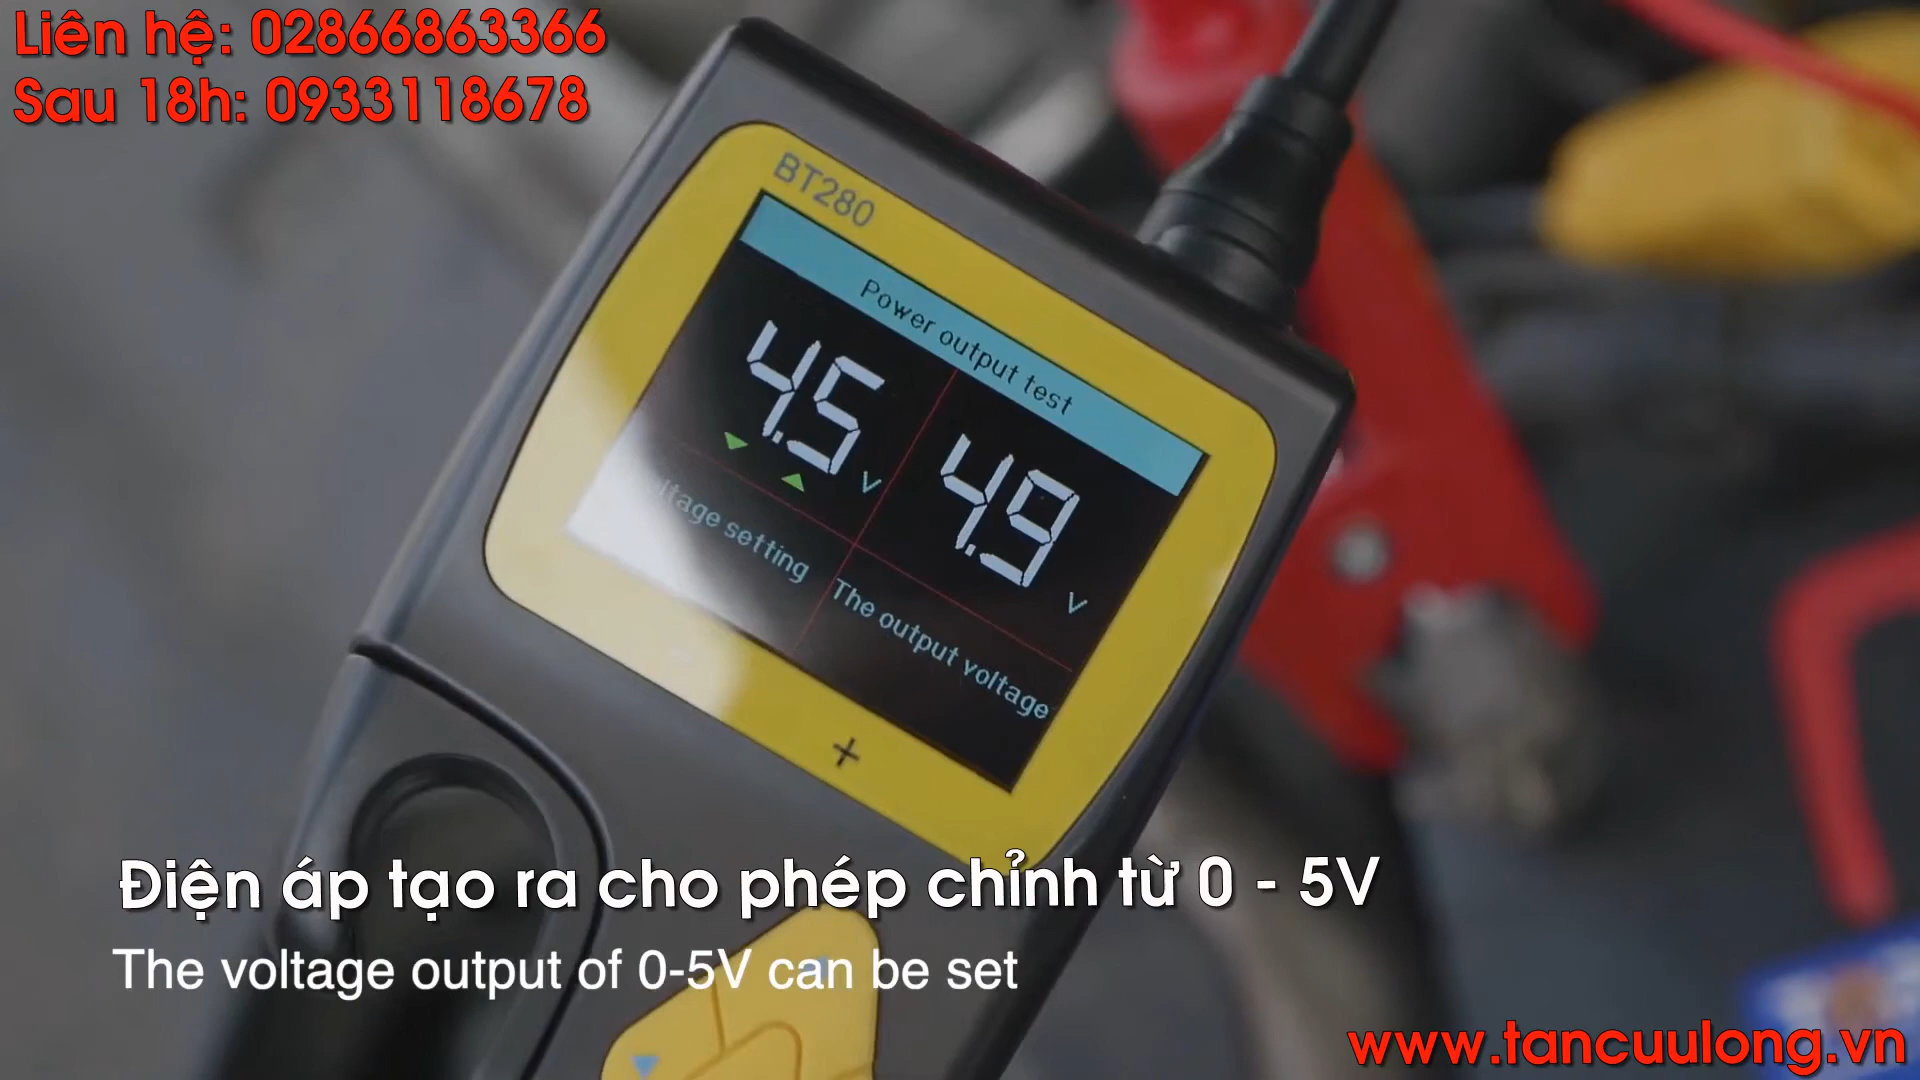 Liên hệ: 02866863366
Sau 18h: 0933118678
BT280
Power output test
4.5 V
4.9 V
setting
The output voltage
+
Điện áp tạo ra cho phép chỉnh từ 0 - 5V
The voltage output of 0-5V can be set
www.tancuulong.vn